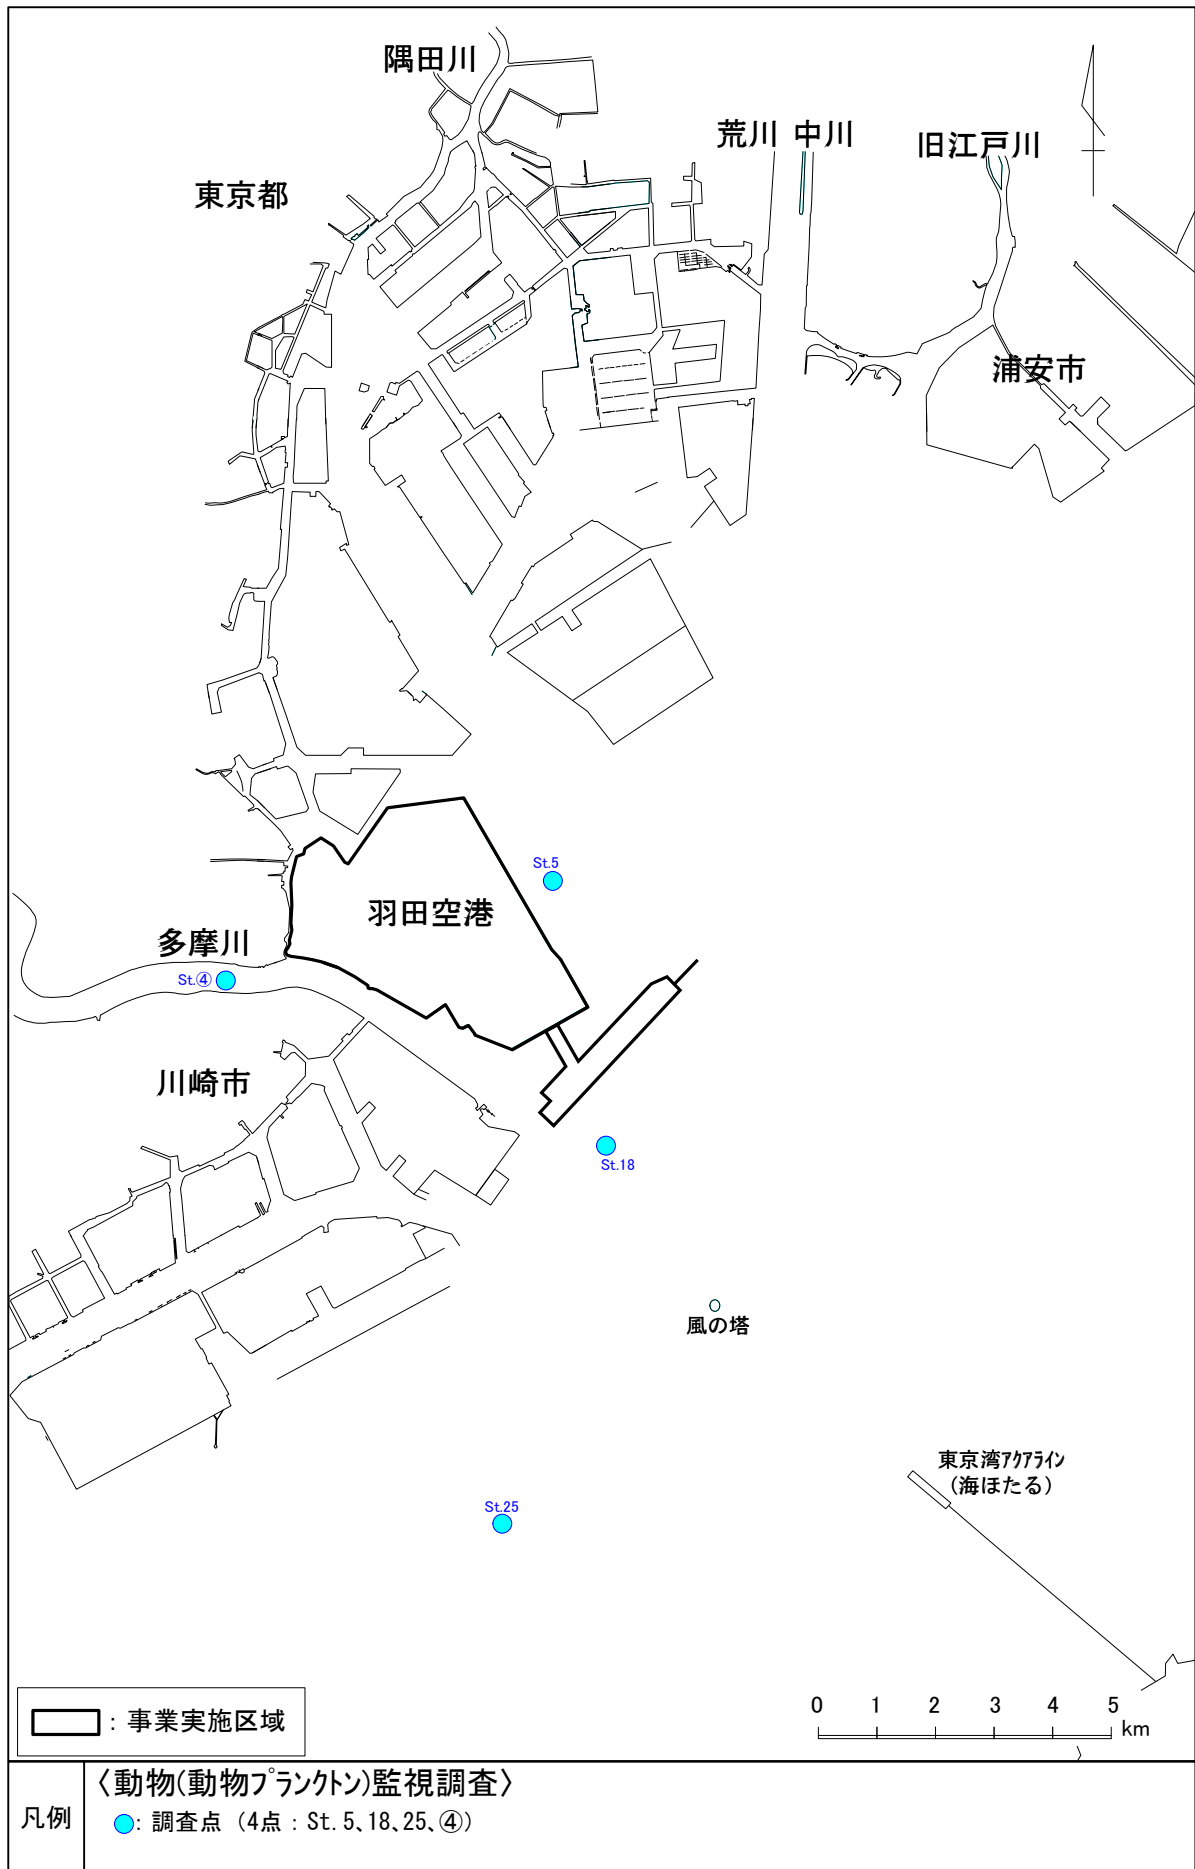 隅田川
荒川 中川
旧江戸川
東京都
浦安市
St.5
羽田空港
多摩川
St.④
川崎市
St.18
風の塔
東京湾アクアライン
(海ほたる)
St.25
：事業実施区域
0 1 2 3 4 5
km
凡例
〈動物(動物プランクトン)監視調査〉
：調査点 (4点：St. 5、18、25、④)